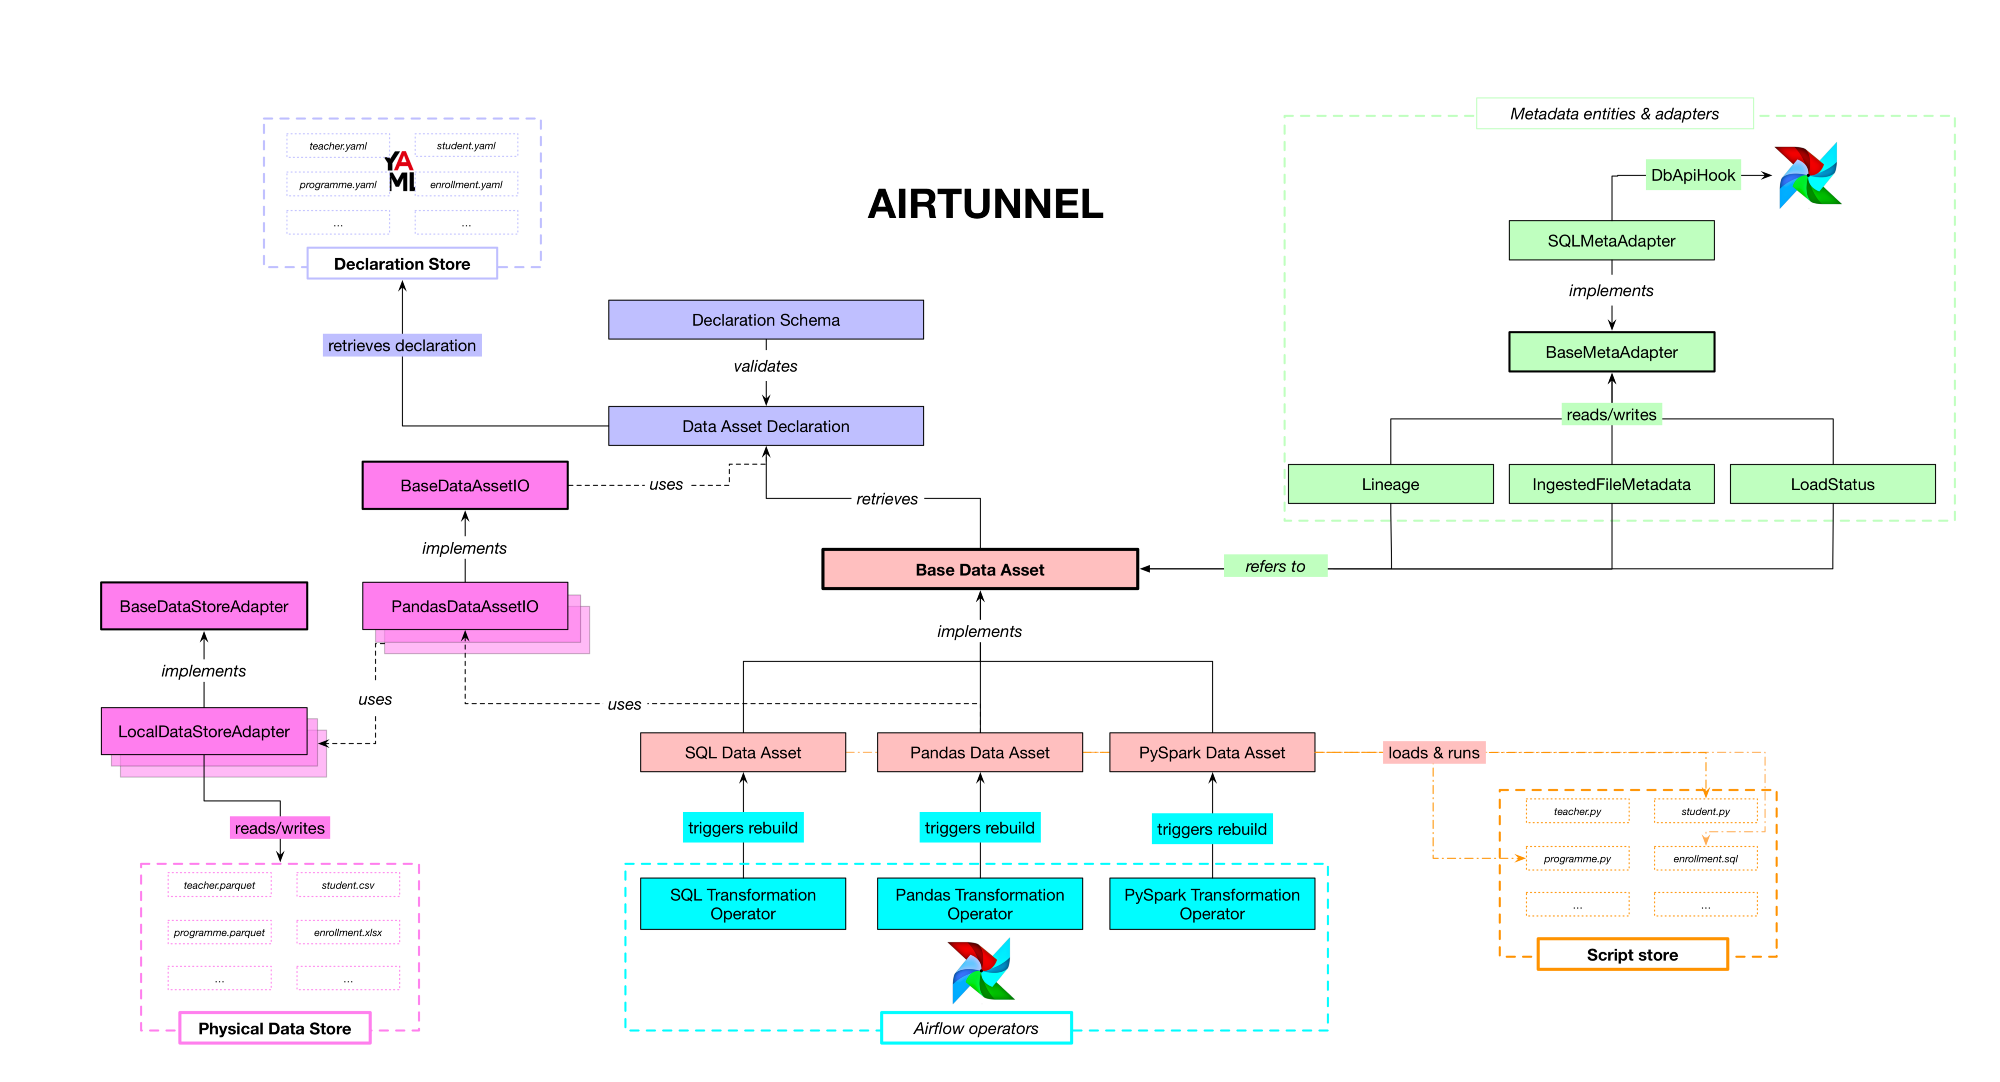 AIRTUNNEL
teacher.yaml
student.yaml
YA
ML
programme.yaml
enrollment.yaml
...
...
Declaration Store
retrieves declaration
Declaration Schema
validates
Data Asset Declaration
BaseDataAssetIO
uses
retrieves
implements
PandasDataAssetIO
BaseDataStoreAdapter
implements
uses
LocalDataStoreAdapter
reads/writes
teacher.parquet
student.csv
programme.parquet
enrollment.xlsx
...
...
Physical Data Store
Base Data Asset
implements
uses
SQL Data Asset
Pandas Data Asset
PySpark Data Asset
loads & runs
triggers rebuild
triggers rebuild
triggers rebuild
SQL Transformation
Operator
Pandas Transformation
Operator
PySpark Transformation
Operator
Airflow operators
teacher.py
student.py
programme.py
enrollment.sql
...
...
Script store
Metadata entities & adapters
DbApiHook
SQLMetaAdapter
implements
BaseMetaAdapter
reads/writes
Lineage
IngestedFileMetadata
LoadStatus
refers to